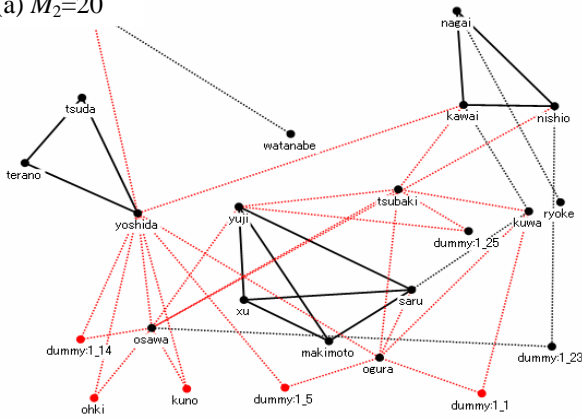 (a) M₂=20
nagai
tsuda
kawai
nishio
watanabe
terano
tsubaki
yoshida
yuji
kuwa
ryoke
dummy:1_25
saru
xu
osawa
makimoto
dummy:1_14
ogura
dummy:1_23
kuno
dummy:1_5
dummy:1_1
ohki